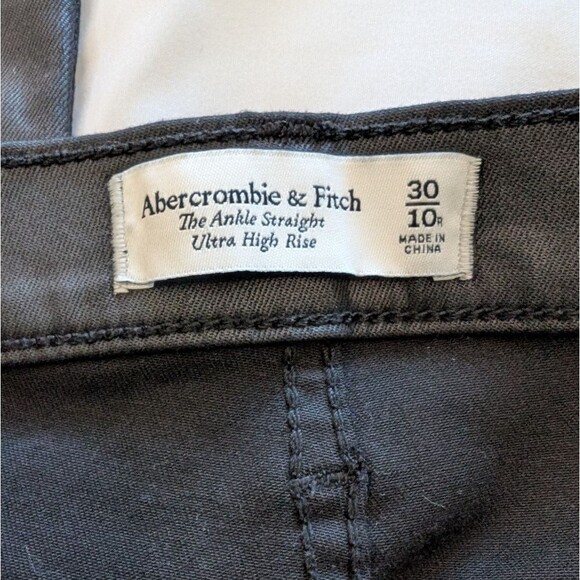 Abercrombie & Fitch
The Ankle Straight
Ultra High Rise
30
10R
MADE IN
CHINA